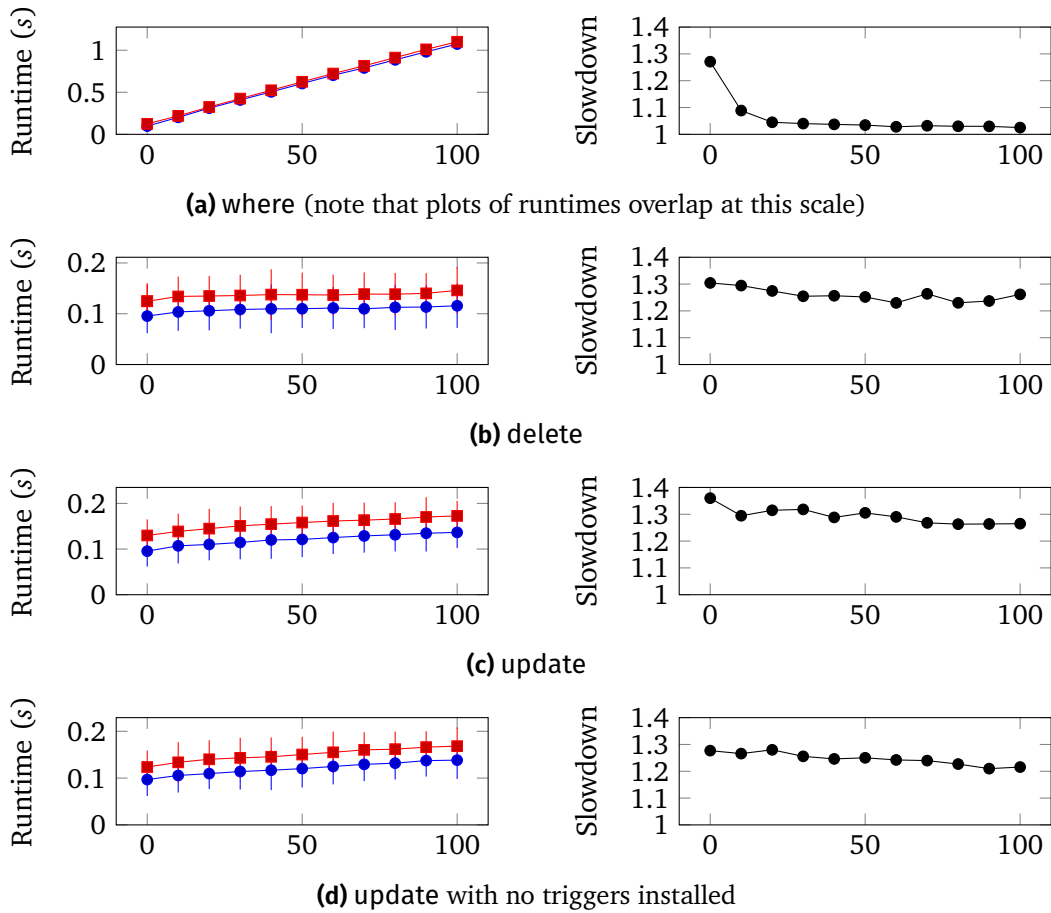 Runtime (s)
1
0.5
0
0 50 100
Slowdown
1.4
1.3
1.2
1.1
1
0 50 100
(a) where (note that plots of runtimes overlap at this scale)
Runtime (s)
0.2
0.1
0
0 50 100
Slowdown
1.4
1.3
1.2
1.1
1
0 50 100
(b) delete
Runtime (s)
0.2
0.1
0
0 50 100
Slowdown
1.4
1.3
1.2
1.1
1
0 50 100
(c) update
Runtime (s)
0.2
0.1
0
0 50 100
Slowdown
1.4
1.3
1.2
1.1
1
0 50 100
(d) update with no triggers installed